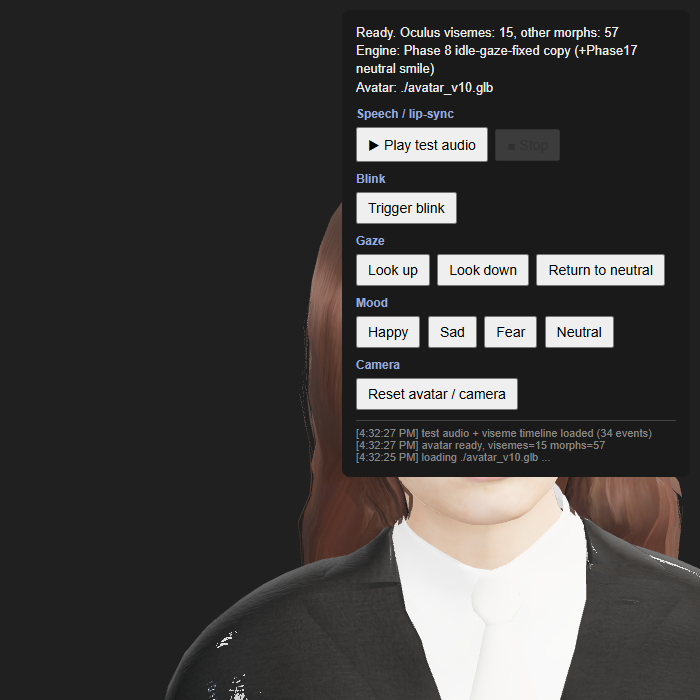 Ready. Oculus visemes: 15, other morphs: 57
Engine: Phase 8 idle-gaze-fixed copy (+Phase17
neutral smile)
Avatar: ./avatar_v10.glb
Speech / lip-sync
▶ Play test audio ■ Stop
Blink
Trigger blink
Gaze
Look up Look down Return to neutral
Mood
Happy Sad Fear Neutral
Camera
Reset avatar / camera
[4:32:27 PM] test audio + viseme timeline loaded (34 events)
[4:32:27 PM] avatar ready, visemes=15 morphs=57
[4:32:25 PM] loading ./avatar_v10.glb ...